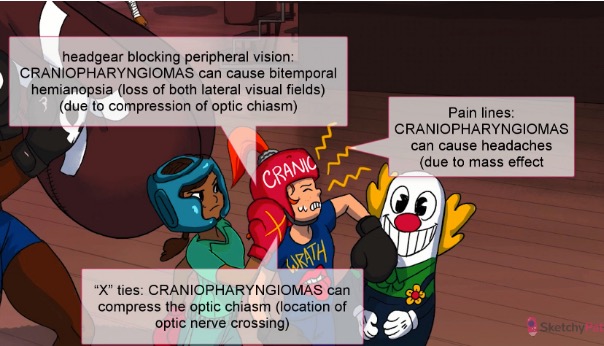 headgear blocking peripheral vision:
CRANIOPHARYNGIOMAS can cause bitemporal
hemianopsia (loss of both lateral visual fields)
(due to compression of optic chiasm)
Pain lines:
CRANIOPHARYNGIOMAS
can cause headaches
(due to mass effect
CRANIO
WRATH
“X” ties: CRANIOPHARYNGIOMAS can
compress the optic chiasm (location of
optic nerve crossing)